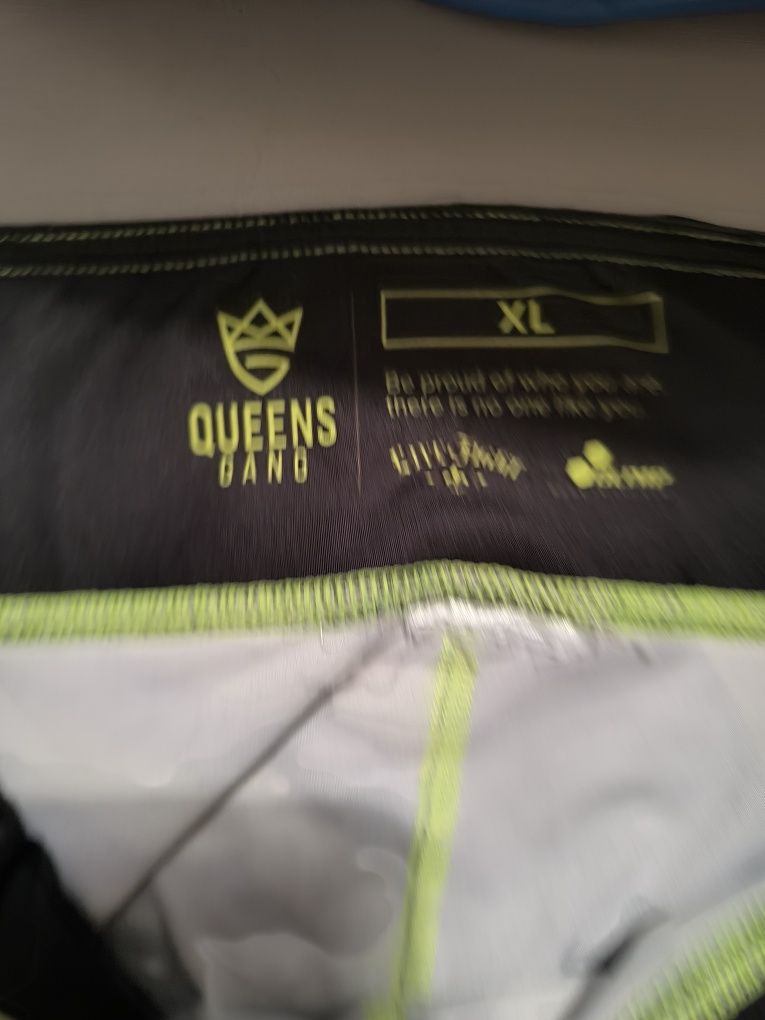 QUEENS
GANG
XL
Be proud of who you are
there is no one like you.